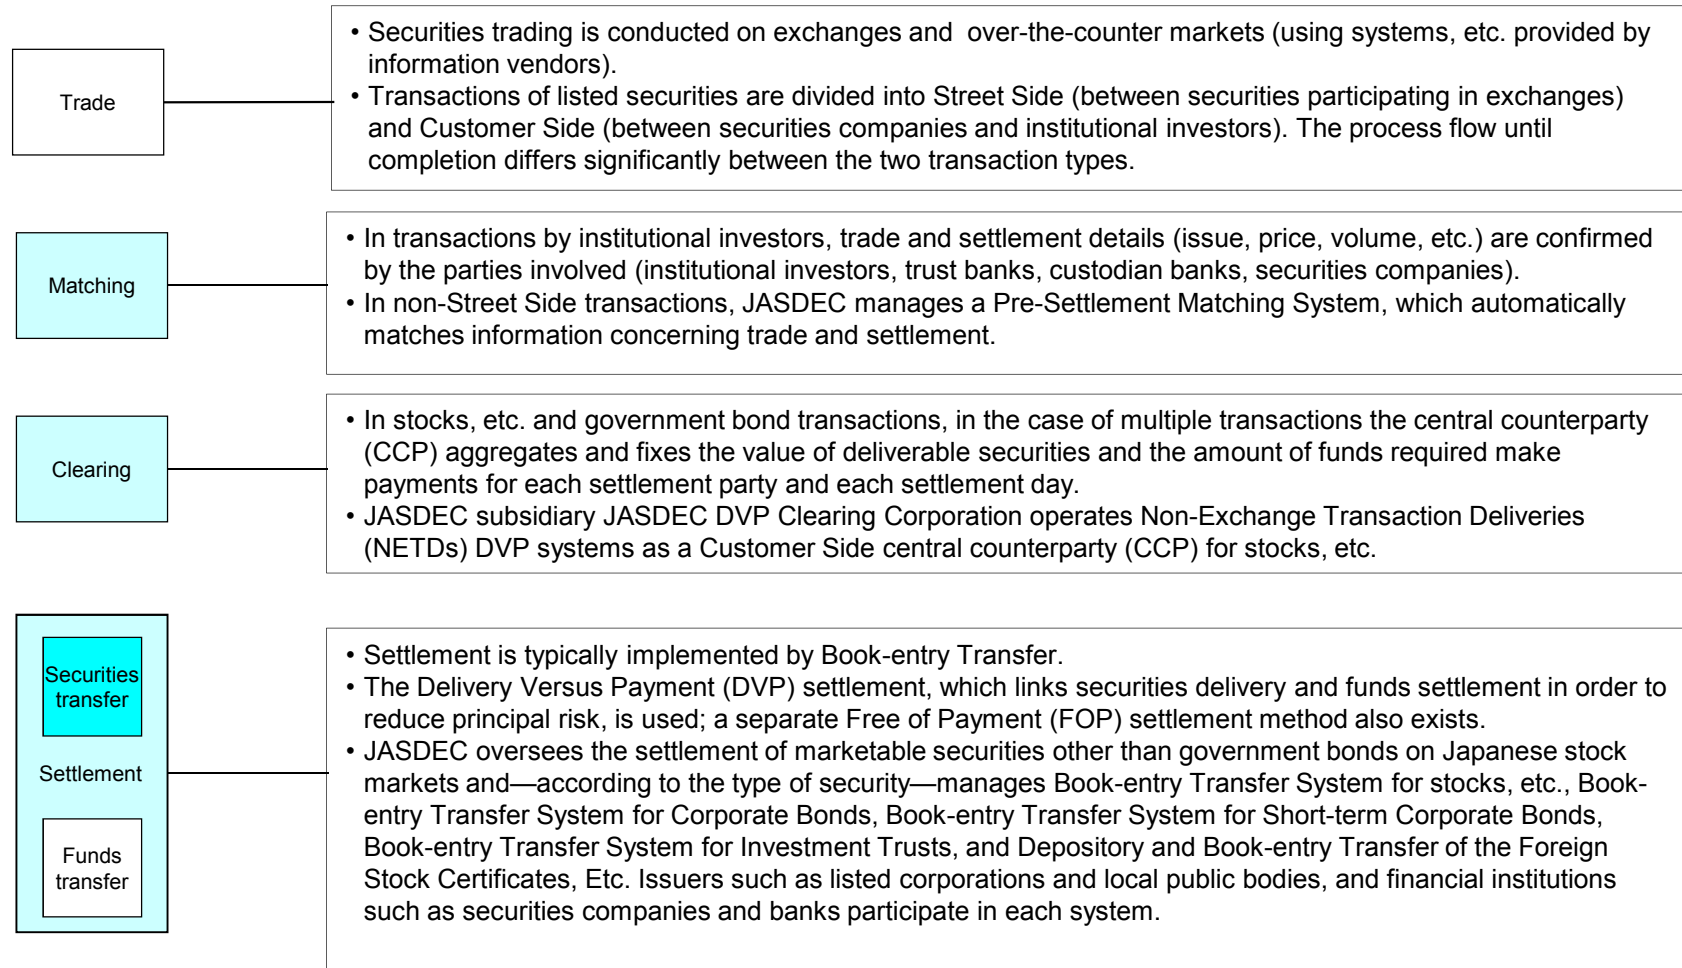 Trade
• Securities trading is conducted on exchanges and  over-the-counter markets (using systems, etc. provided by
information vendors).
• Transactions of listed securities are divided into Street Side (between securities participating in exchanges)
and Customer Side (between securities companies and institutional investors). The process flow until
completion differs significantly between the two transaction types.
Matching
• In transactions by institutional investors, trade and settlement details (issue, price, volume, etc.) are confirmed
by the parties involved (institutional investors, trust banks, custodian banks, securities companies).
• In non-Street Side transactions, JASDEC manages a Pre-Settlement Matching System, which automatically
matches information concerning trade and settlement.
Clearing
• In stocks, etc. and government bond transactions, in the case of multiple transactions the central counterparty
(CCP) aggregates and fixes the value of deliverable securities and the amount of funds required make
payments for each settlement party and each settlement day.
• JASDEC subsidiary JASDEC DVP Clearing Corporation operates Non-Exchange Transaction Deliveries
(NETDs) DVP systems as a Customer Side central counterparty (CCP) for stocks, etc.
Securities
transfer
Settlement
Funds
transfer
• Settlement is typically implemented by Book-entry Transfer.
• The Delivery Versus Payment (DVP) settlement, which links securities delivery and funds settlement in order to
reduce principal risk, is used; a separate Free of Payment (FOP) settlement method also exists.
• JASDEC oversees the settlement of marketable securities other than government bonds on Japanese stock
markets and—according to the type of security—manages Book-entry Transfer System for stocks, etc., Book-
entry Transfer System for Corporate Bonds, Book-entry Transfer System for Short-term Corporate Bonds,
Book-entry Transfer System for Investment Trusts, and Depository and Book-entry Transfer of the Foreign
Stock Certificates, Etc. Issuers such as listed corporations and local public bodies, and financial institutions
such as securities companies and banks participate in each system.